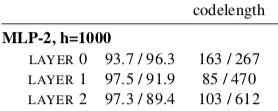 codelength
MLP-2, h=1000
LAYER 0 93.7 / 96.3 163 / 267
LAYER 1 97.5 / 91.9 85 / 470
LAYER 2 97.3 / 89.4 103 / 612